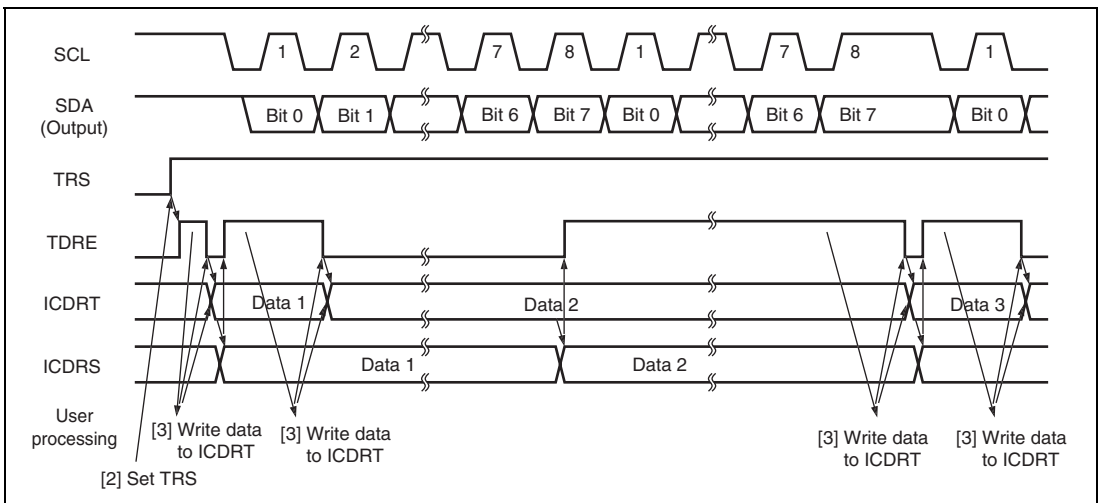 SCL
1 2 7 8 1 7 8 1
SDA
(Output)
Bit 0 Bit 1 Bit 6 Bit 7 Bit 0 Bit 6 Bit 7 Bit 0
TRS
TDRE
ICDRT
Data 1 Data 2 Data 3
ICDRS
Data 1 Data 2
User
processing
[3] Write data
to ICDRT
[3] Write data
to ICDRT
[3] Write data
to ICDRT
[3] Write data
to ICDRT
[2] Set TRS